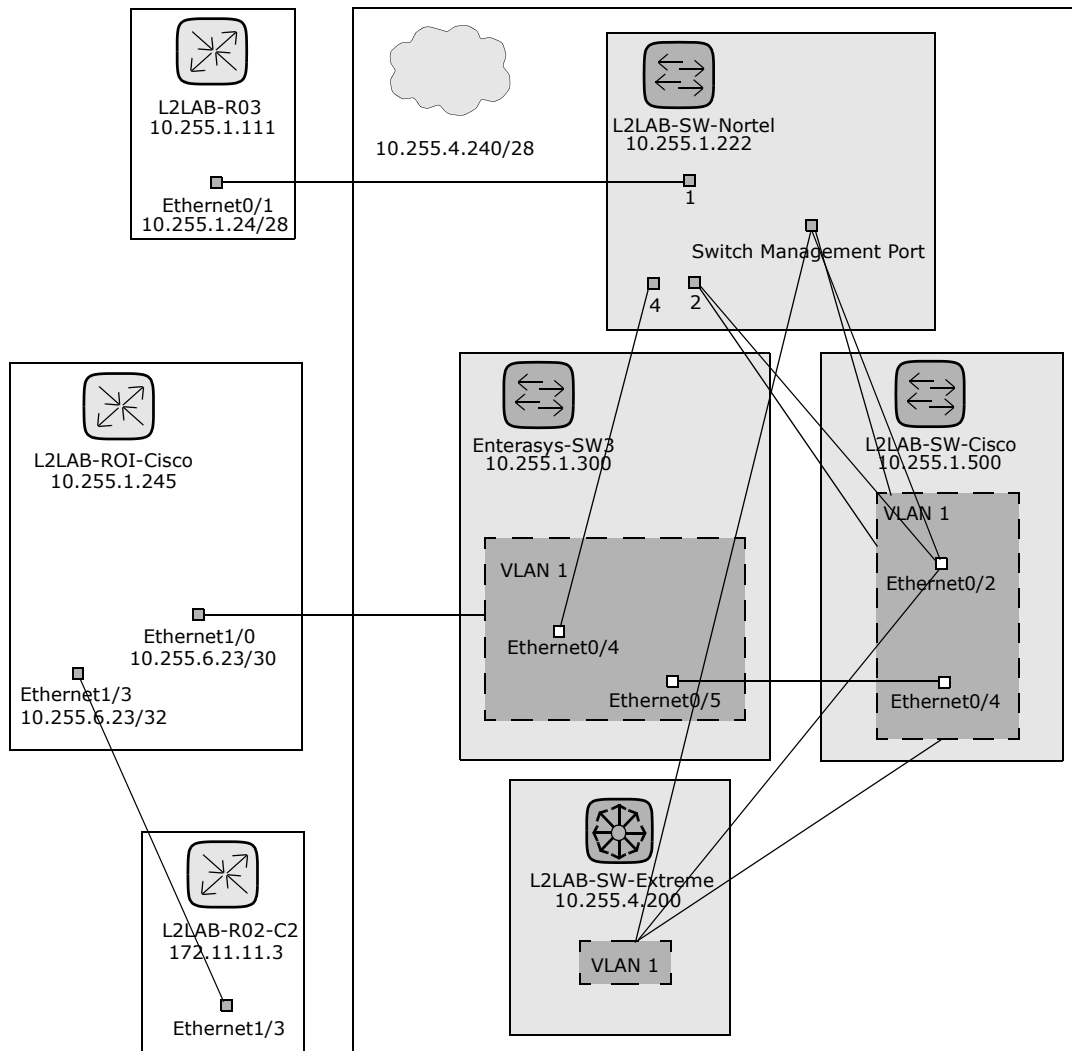 L2LAB-R03
10.255.1.111
Ethernet0/1
10.255.1.24/28
10.255.4.240/28
L2LAB-SW-Nortel
10.255.1.222
1
Switch Management Port
4
2
L2LAB-ROI-Cisco
10.255.1.245
Ethernet1/0
10.255.6.23/30
Ethernet1/3
10.255.6.23/32
Enterasys-SW3
10.255.1.300
VLAN 1
Ethernet0/4
Ethernet0/5
L2LAB-SW-Cisco
10.255.1.500
VLAN 1
Ethernet0/2
Ethernet0/4
L2LAB-SW-Extreme
10.255.4.200
VLAN 1
L2LAB-R02-C2
172.11.11.3
Ethernet1/3